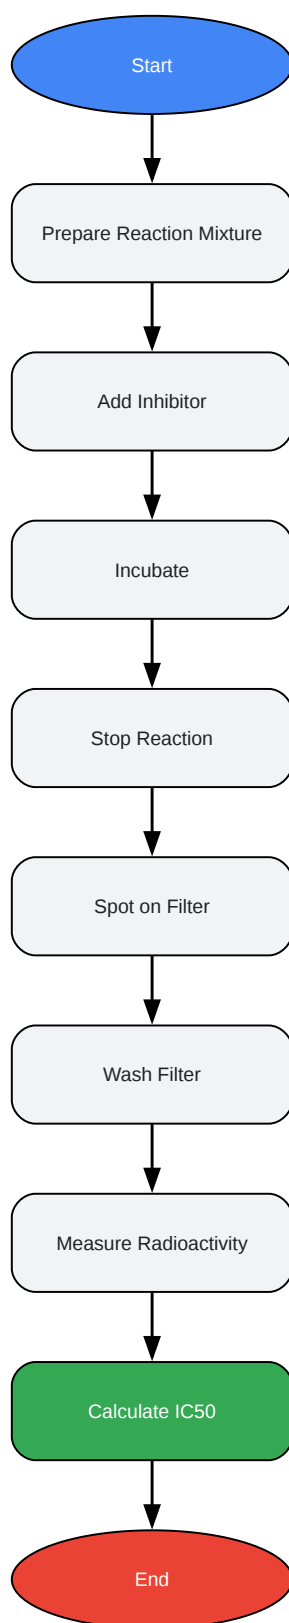 Start
Prepare Reaction Mixture
Add Inhibitor
Incubate
Stop Reaction
Spot on Filter
Wash Filter
Measure Radioactivity
Calculate IC50
End